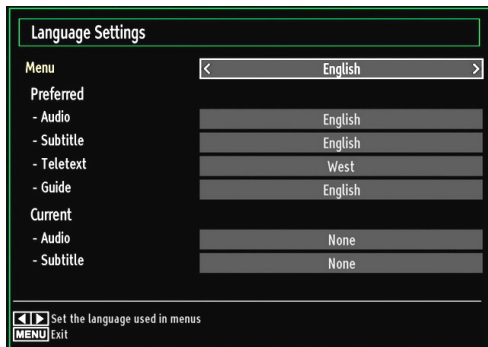 Language Settings
Menu < English >
Preferred
- Audio English
- Subtitle English
- Teletext West
- Guide English
Current
- Audio None
- Subtitle None
Set the language used in menus
MENU Exit